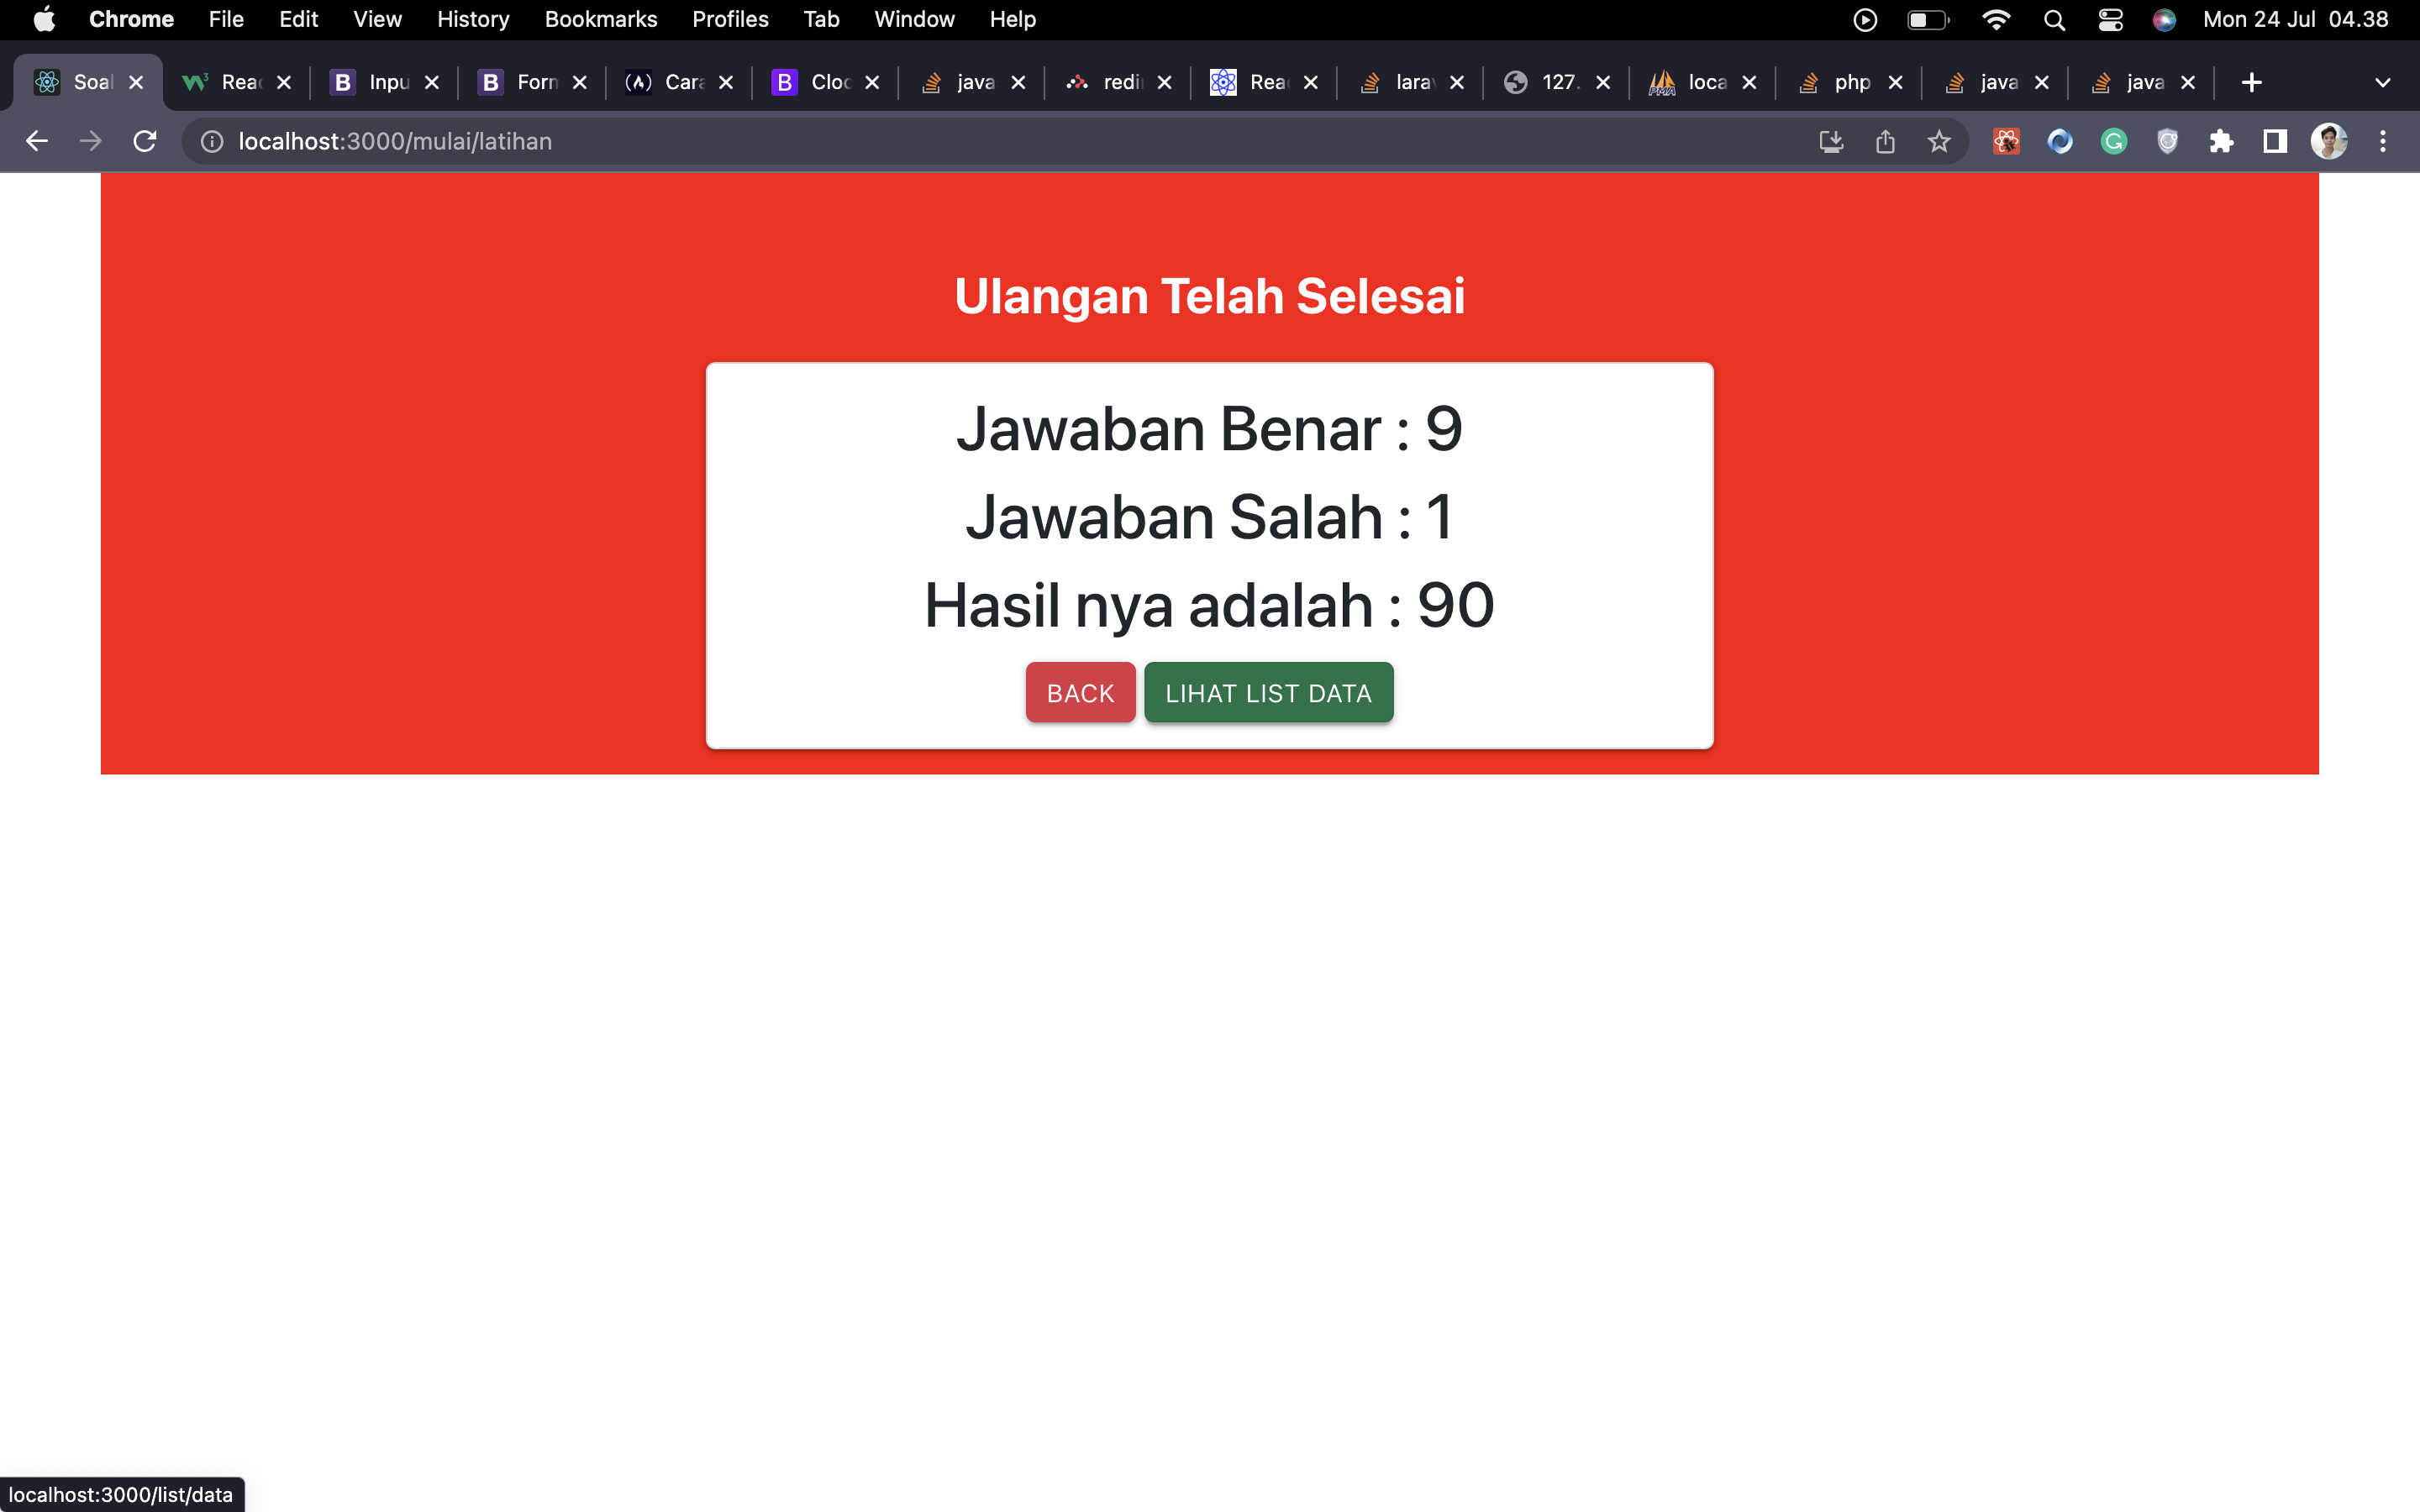 Chrome File Edit View History Bookmarks Profiles Tab Window Help Mon 24 Jul 04.38
Soal Reac Inpu Form Cara Cloc java redi Rea lara 127. loca php java java
localhost:3000/mulai/latihan
Ulangan Telah Selesai
Jawaban Benar : 9
Jawaban Salah : 1
Hasil nya adalah : 90
BACK LIHAT LIST DATA
localhost:3000/list/data